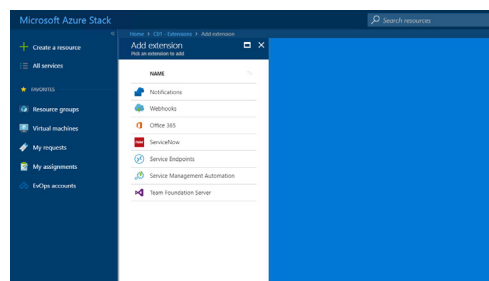 Microsoft Azure Stack
Search resources
Home > C01 - Extensions > Add extension
Create a resource
All services
FAVORITES
Resource groups
Virtual machines
My requests
My assignments
EvOps accounts
Add extension
Pick an extension to add
NAME
Notifications
Webhooks
Office 365
ServiceNow
Service Endpoints
Service Management Automation
Team Foundation Server